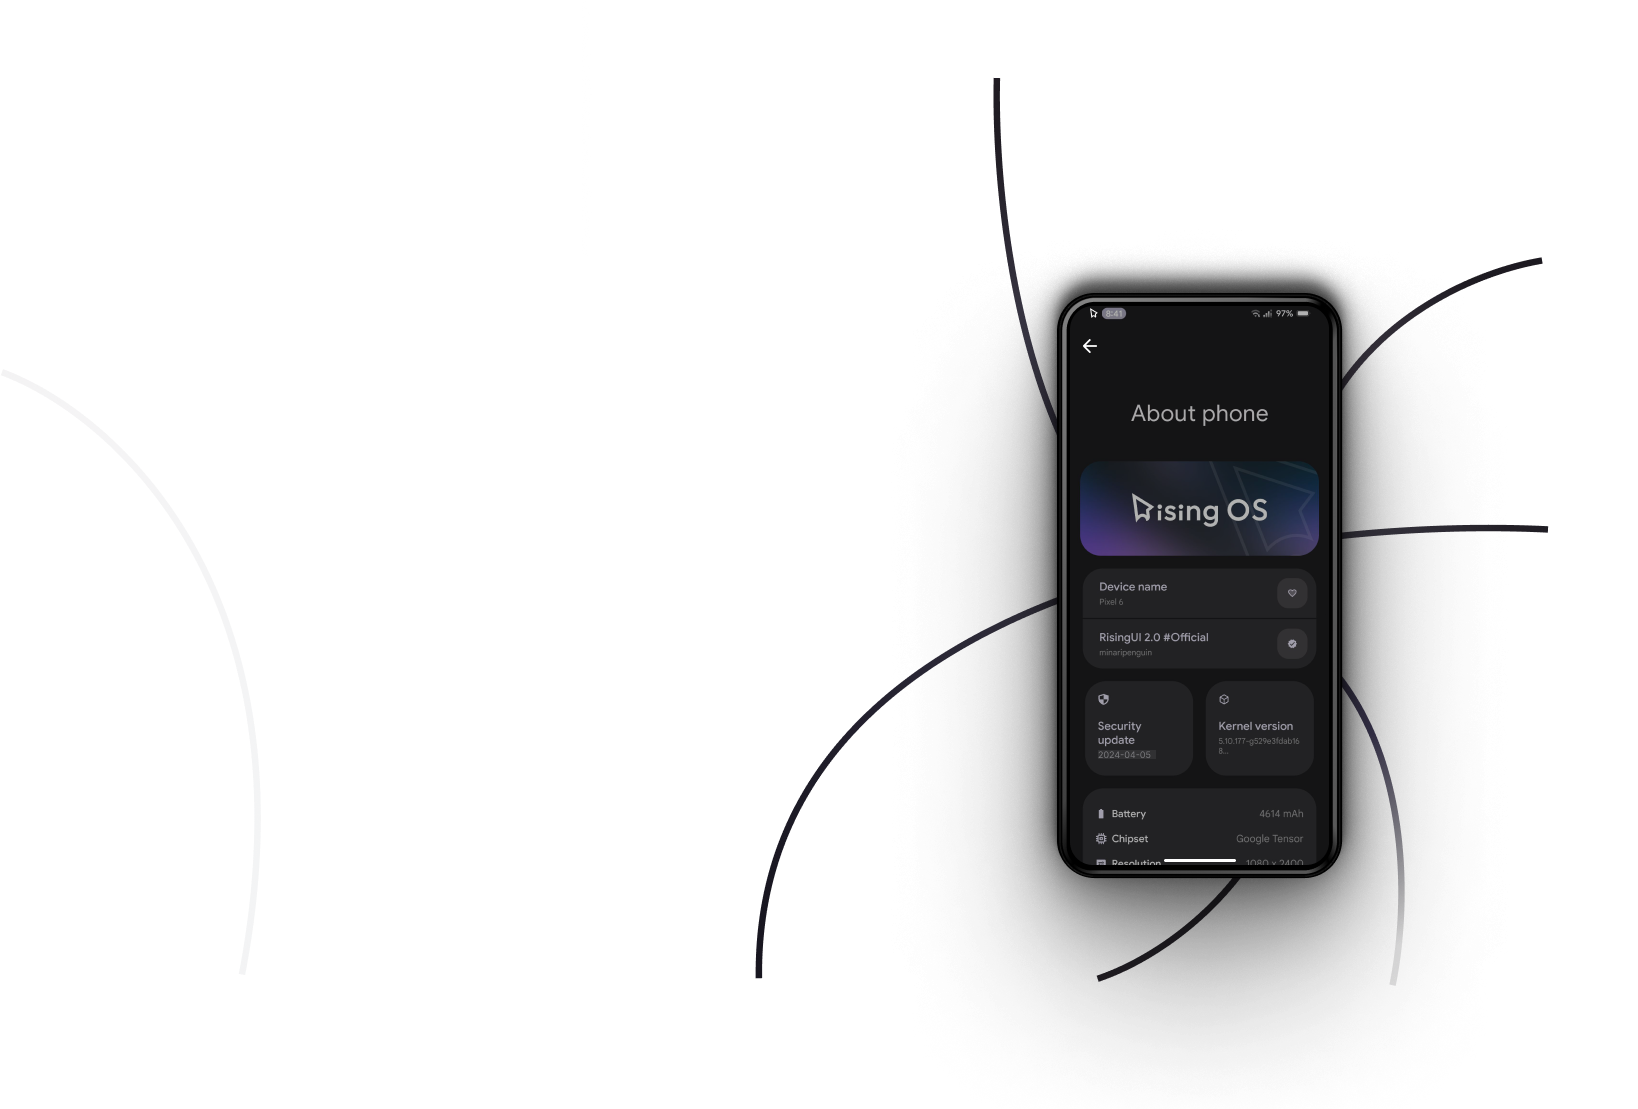 8:41 97%
About phone
Rising OS
Device name
Pixel 6
RisingUI 2.0 #Official
minaripenguin
Security
update
2024-04-05
Kernel version
5.10.177-g529e3fdab16
8...
Battery 4614 mAh
Chipset Google Tensor
Resolution 1080 x 2400